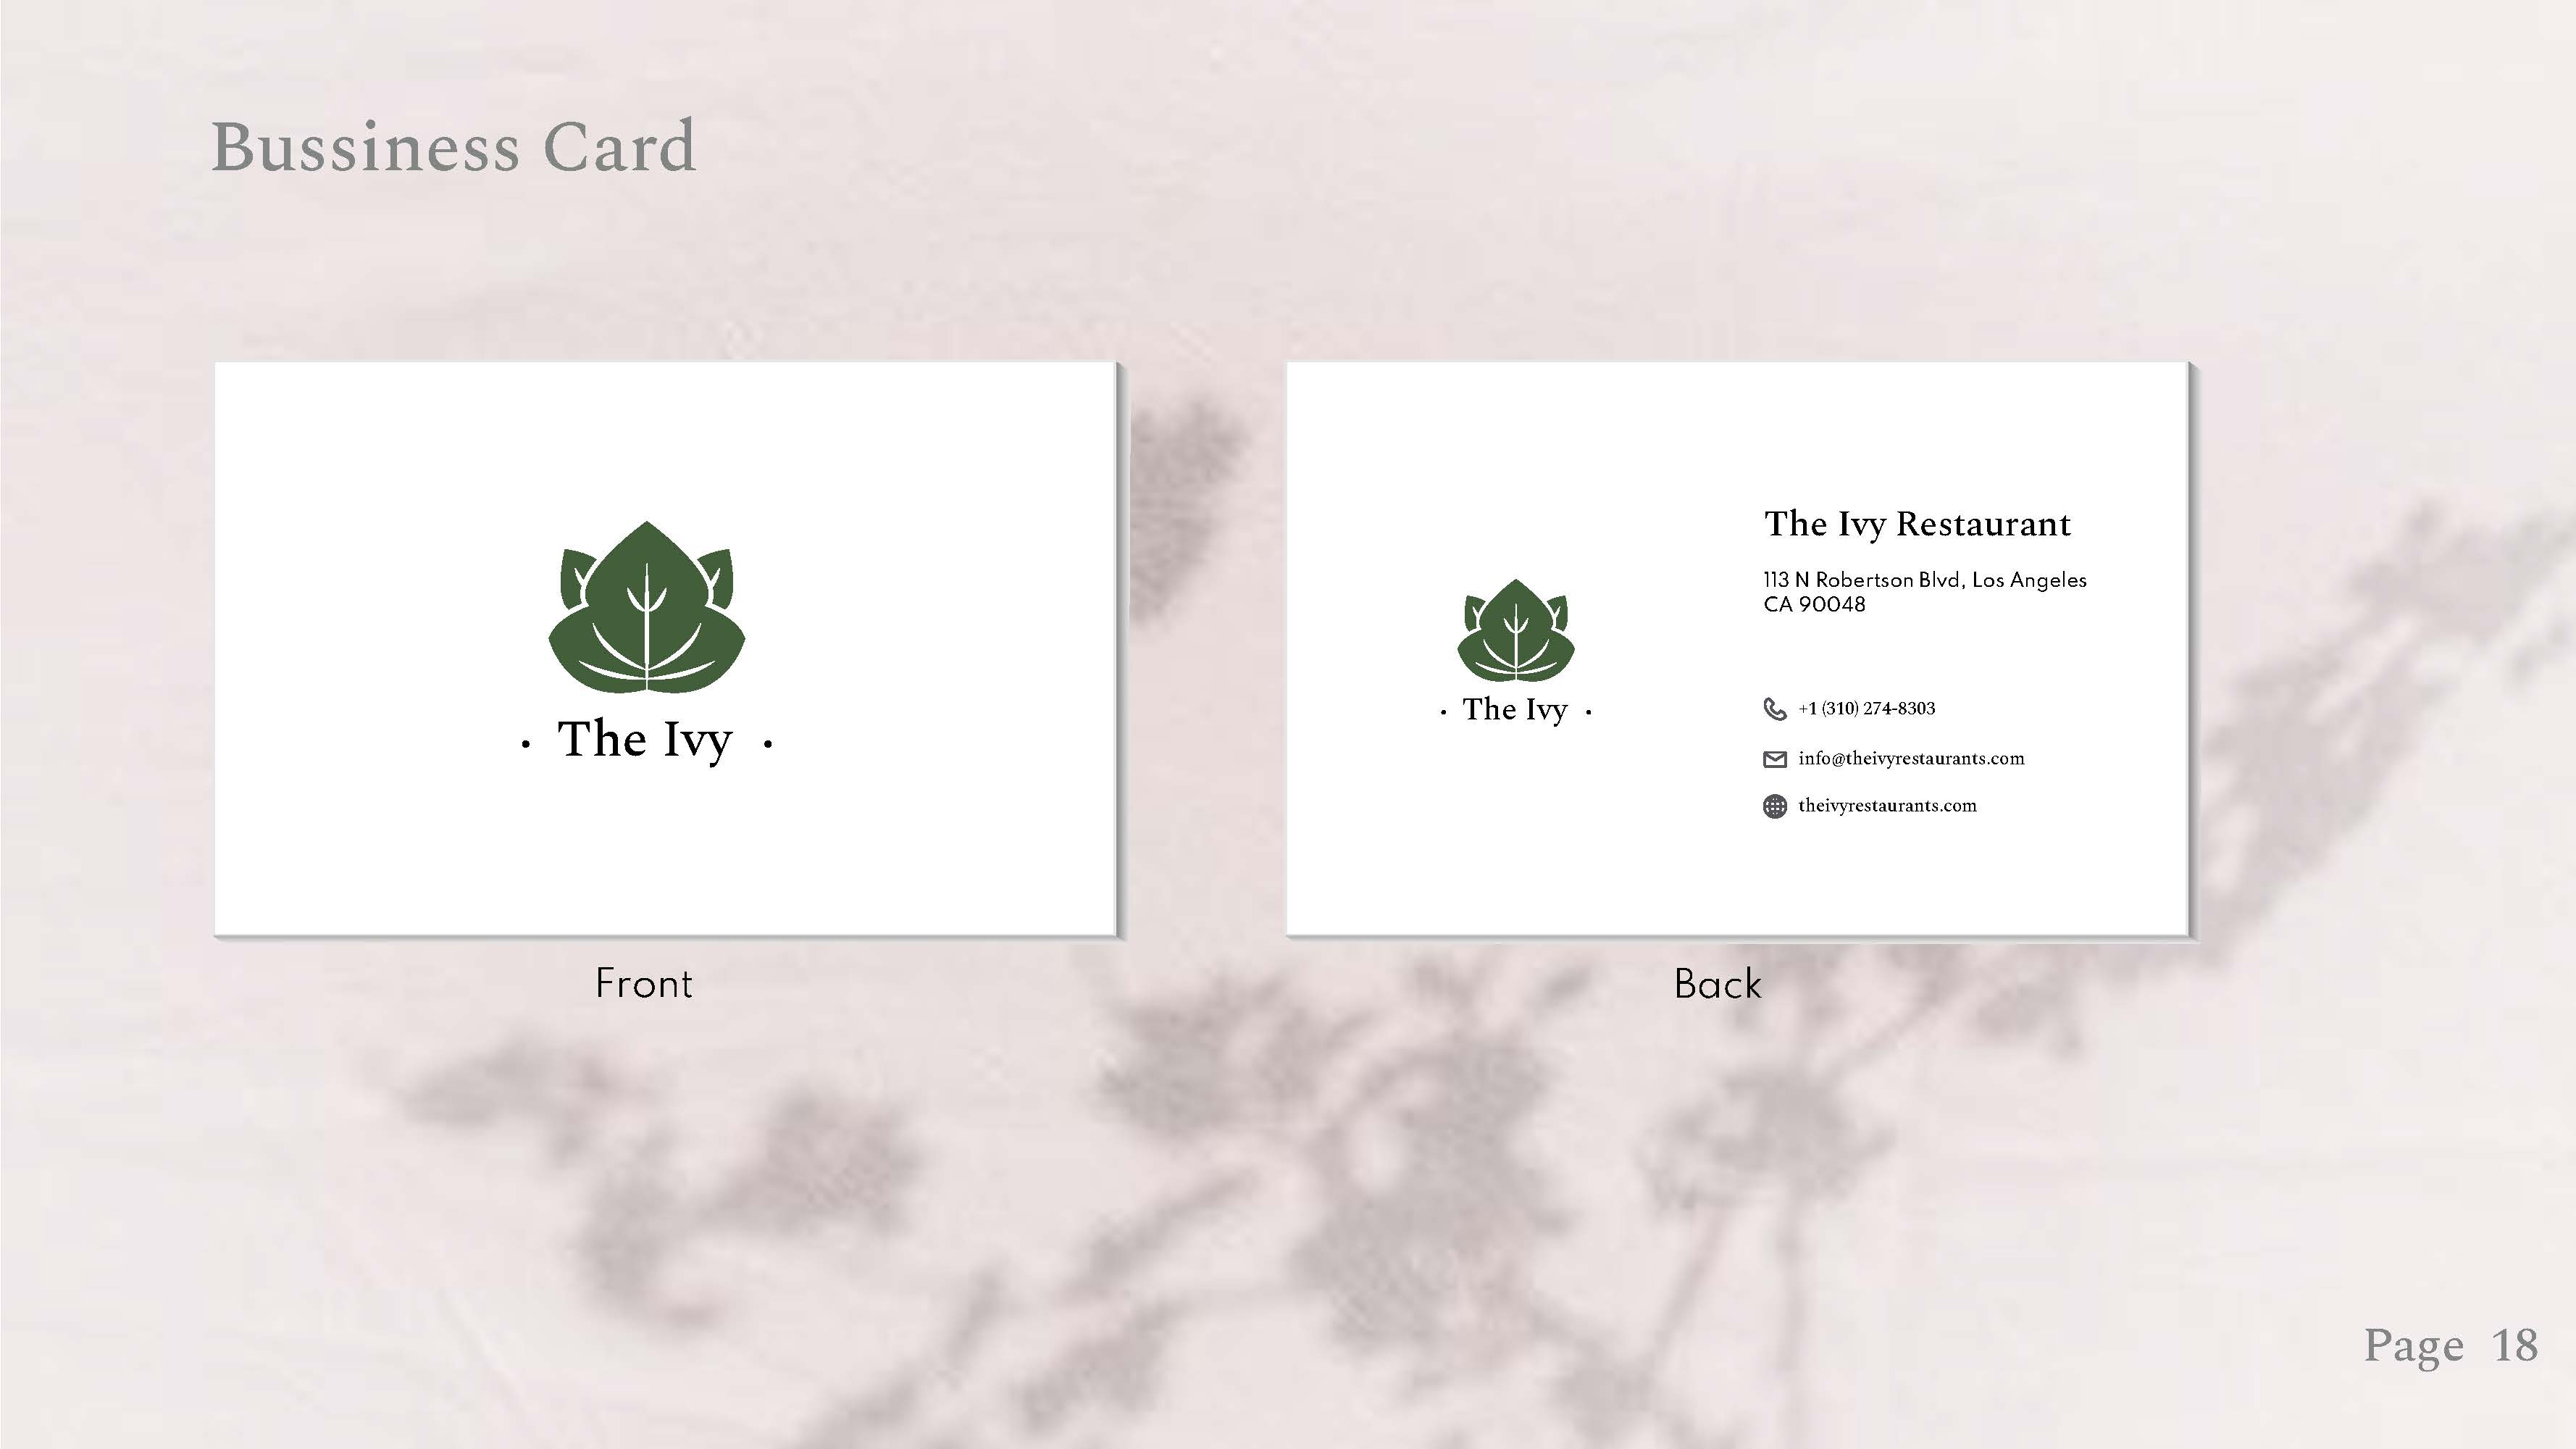 Bussiness Card
· The Ivy ·
Front
· The Ivy ·
The Ivy Restaurant
113 N Robertson Blvd, Los Angeles
CA 90048
+1 (310) 274-8303
info@theivyrestaurants.com
theivyrestaurants.com
Back
Page 18